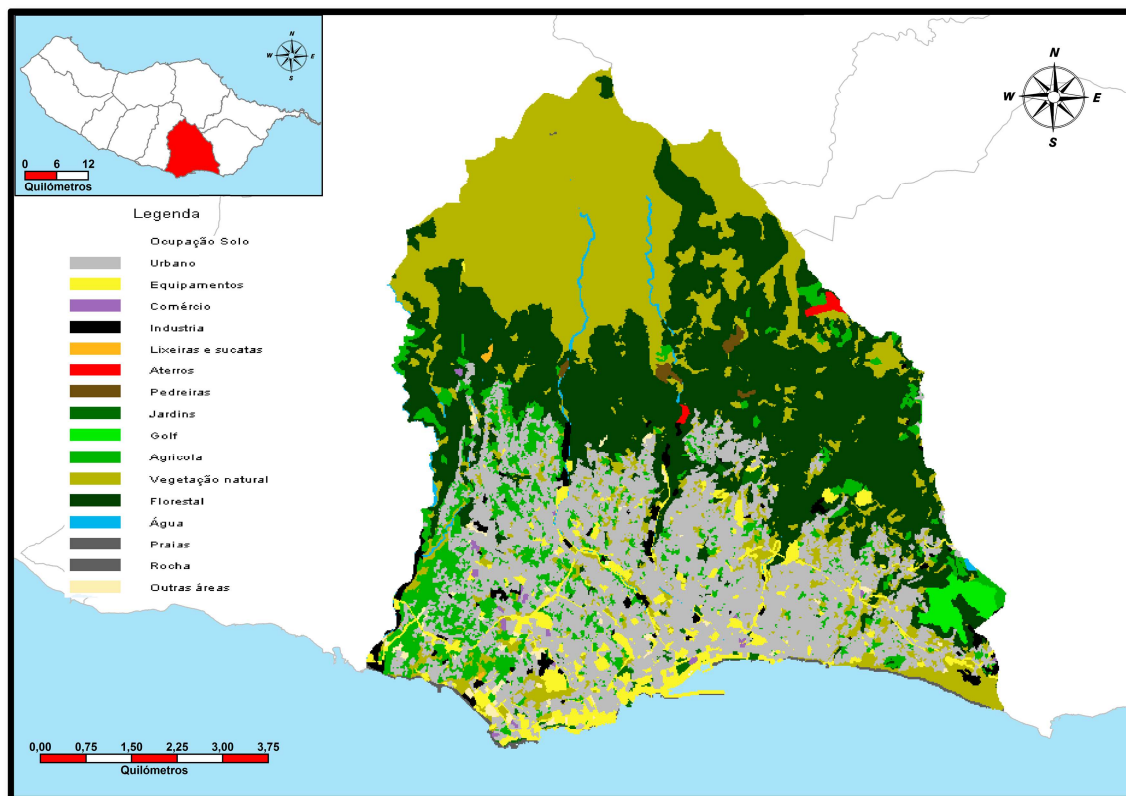 N
W E
S
0 6 12
Quilómetros
N
W E
S
Legenda
Ocupação Solo
Urbano
Equipamentos
Comércio
Industria
Lixeiras e sucatas
Aterros
Pedreiras
Jardins
Golf
Agrícola
Vegetação natural
Florestal
Água
Praias
Rocha
Outras áreas
0,00 0,75 1,50 2,25 3,00 3,75
Quilómetros